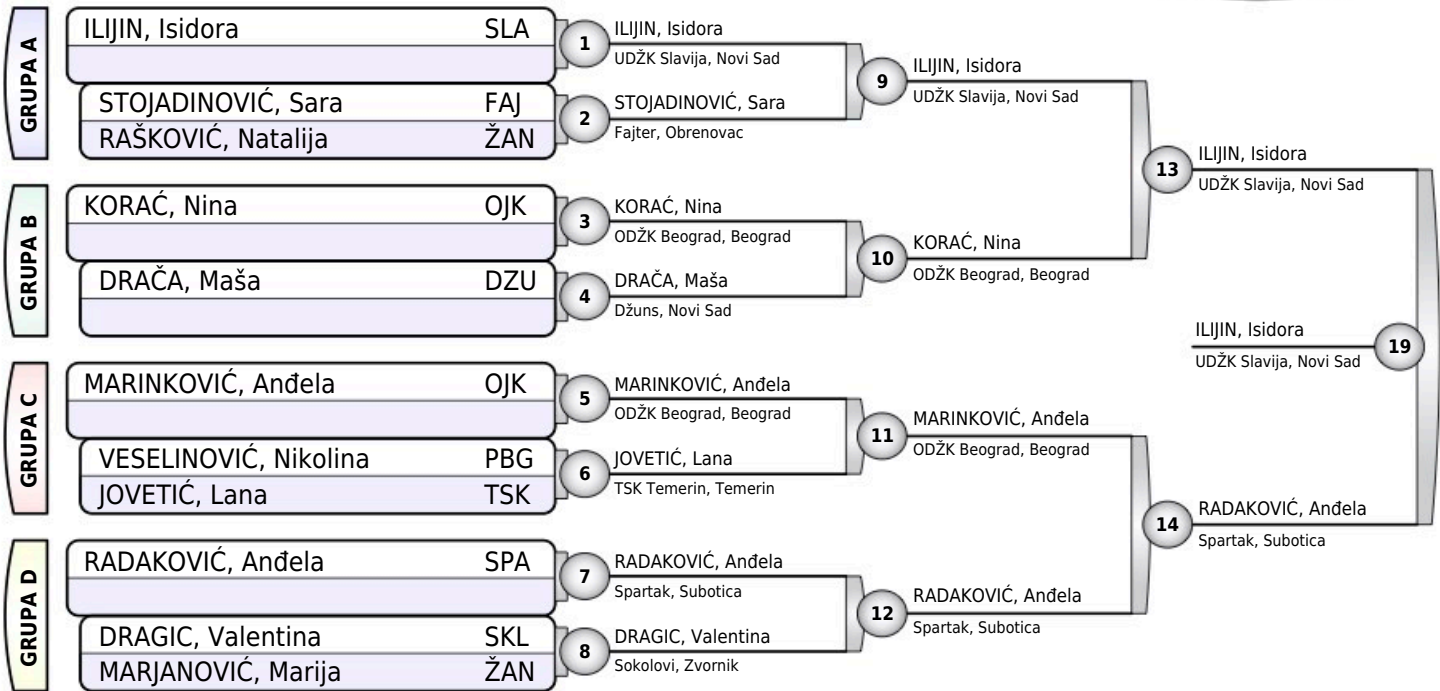 GRUPA A
ILIJIN, Isidora SLA
STOJADINOVIĆ, Sara FAJ
RAŠKOVIĆ, Natalija ŽAN
GRUPA B
KORAĆ, Nina OJK
DRAČA, Maša DZU
GRUPA C
MARINKOVIĆ, Anđela OJK
VESELINOVIĆ, Nikolina PBG
JOVETIĆ, Lana TSK
GRUPA D
RADAKOVIĆ, Anđela SPA
DRAGIC, Valentina SKL
MARJANOVIĆ, Marija ŽAN
1
ILIJIN, Isidora
UDŽK Slavija, Novi Sad
2
STOJADINOVIĆ, Sara
Fajter, Obrenovac
3
KORAĆ, Nina
ODŽK Beograd, Beograd
4
DRAČA, Maša
Džuns, Novi Sad
5
MARINKOVIĆ, Anđela
ODŽK Beograd, Beograd
6
JOVETIĆ, Lana
TSK Temerin, Temerin
7
RADAKOVIĆ, Anđela
Spartak, Subotica
8
DRAGIC, Valentina
Sokolovi, Zvornik
9
ILIJIN, Isidora
UDŽK Slavija, Novi Sad
10
KORAĆ, Nina
ODŽK Beograd, Beograd
11
MARINKOVIĆ, Anđela
ODŽK Beograd, Beograd
12
RADAKOVIĆ, Anđela
Spartak, Subotica
13
ILIJIN, Isidora
UDŽK Slavija, Novi Sad
14
RADAKOVIĆ, Anđela
Spartak, Subotica
ILIJIN, Isidora
UDŽK Slavija, Novi Sad
19